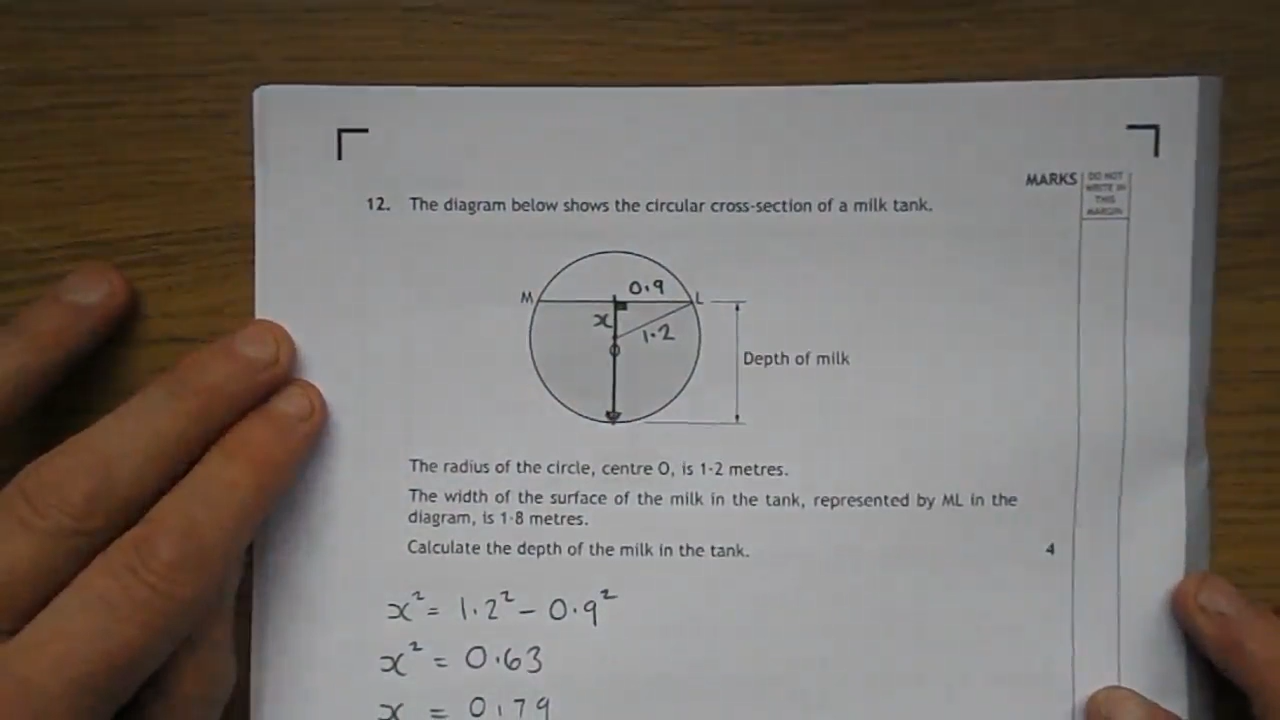 MARKS
DO NOT
WRITE IN
THIS
MARGIN
12. The diagram below shows the circular cross-section of a milk tank.
0.9
M
L
x
1.2
O
Depth of milk
The radius of the circle, centre O, is 1·2 metres.
The width of the surface of the milk in the tank, represented by ML in the
diagram, is 1·8 metres.
Calculate the depth of the milk in the tank.
4
x² = 1.2² – 0.9²
x² = 0.63
x = 0.79